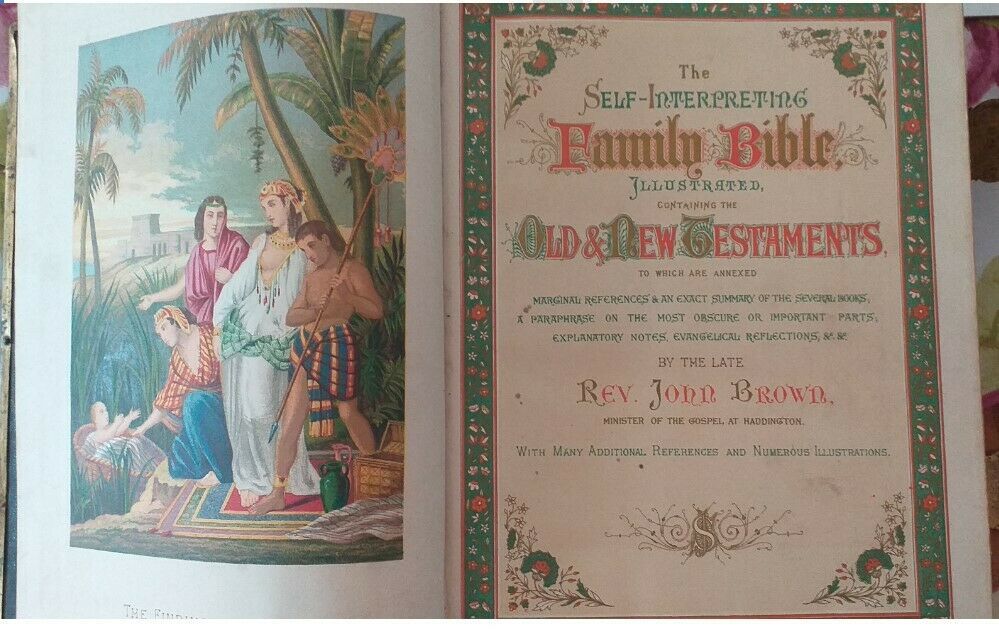 THE FINDING
The
SELF-INTERPRETING
Family Bible,
ILLUSTRATED,
CONTAINING THE
OLD & NEW TESTAMENTS,
TO WHICH ARE ANNEXED
MARGINAL REFERENCES & AN EXACT SUMMARY OF THE SEVERAL BOOKS,
A PARAPHRASE ON THE MOST OBSCURE OR IMPORTANT PARTS;
EXPLANATORY NOTES, EVANGELICAL REFLECTIONS, &c. &c.
BY THE LATE
REV. JOHN BROWN,
MINISTER OF THE GOSPEL AT HADDINGTON.
WITH MANY ADDITIONAL REFERENCES AND NUMEROUS ILLUSTRATIONS.
S